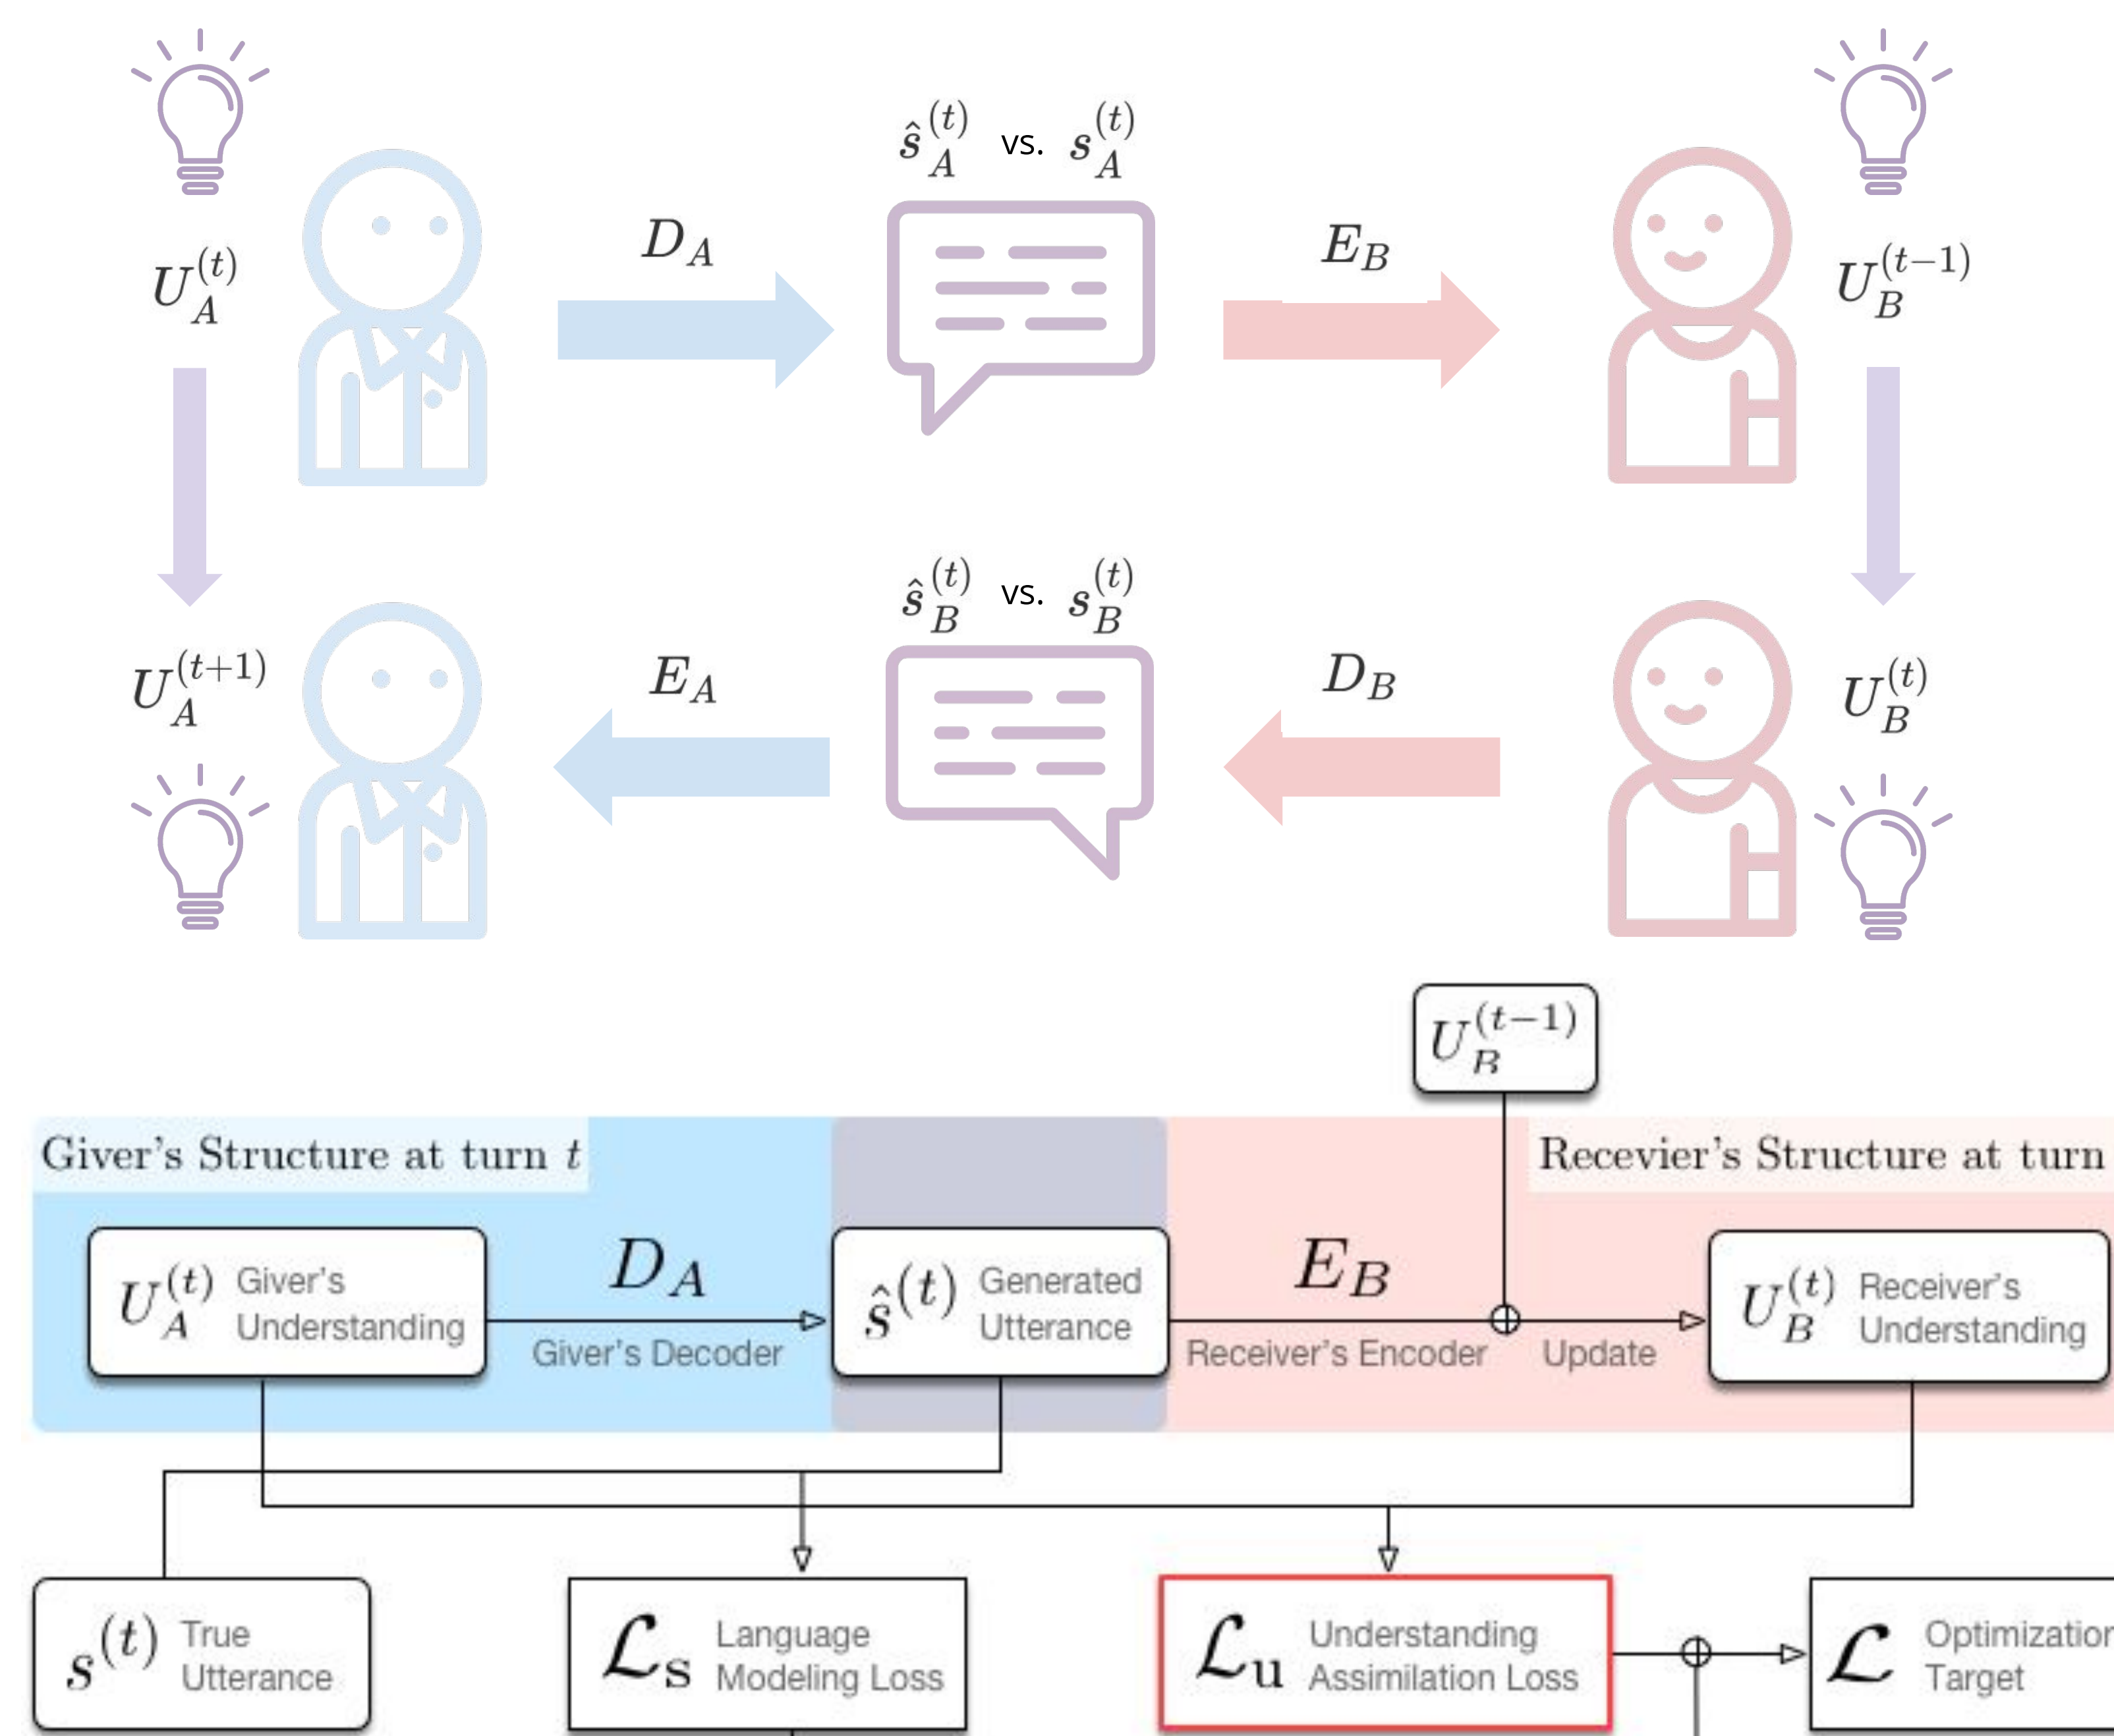 ŝ_A^(t) vs. s_A^(t)
D_A
E_B
U_A^(t)
U_B^(t−1)
ŝ_B^(t) vs. s_B^(t)
U_A^(t+1)
E_A
D_B
U_B^(t)
U_B^(t−1)
Giver's Structure at turn t
Recevier's Structure at turn
U_A^(t) Giver's
Understanding
D_A
Giver's Decoder
ŝ^(t) Generated
Utterance
E_B
Receiver's Encoder
Update
U_B^(t) Receiver's
Understanding
s^(t) True
Utterance
ℒ_s Language
Modeling Loss
ℒ_u Understanding
Assimilation Loss
ℒ Optimization
Target